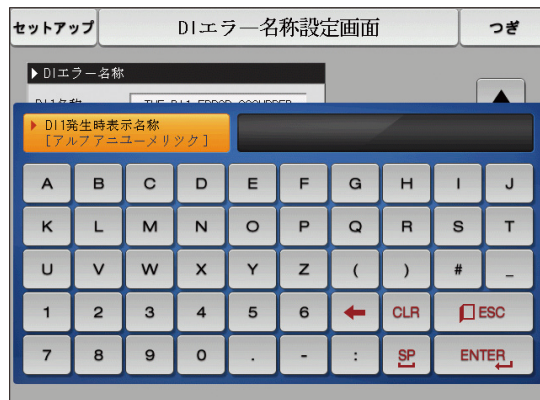 セットアップ
DIエラー名称設定画面
つぎ
▶ DIエラー名称
DI1発生時表示名称
[アルファニューメリック]
A B C D E F G H I J
K L M N O P Q R S T
U V W X Y Z ( ) # _
1 2 3 4 5 6 ← CLR ESC
7 8 9 0 . - : SP ENTER